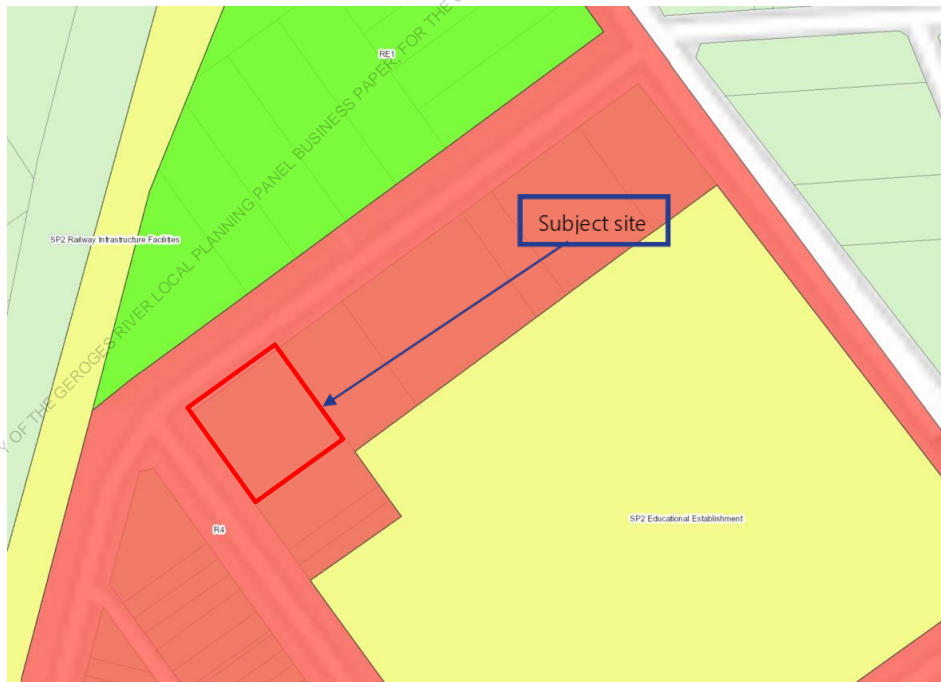 RE1
Y OF THE GEROGES RIVER LOCAL PLANNING PANEL BUSINESS PAPER. FOR THE
Subject site
SP2 Railway Infrastructure Facilities
R4
SP2 Educational Establishment